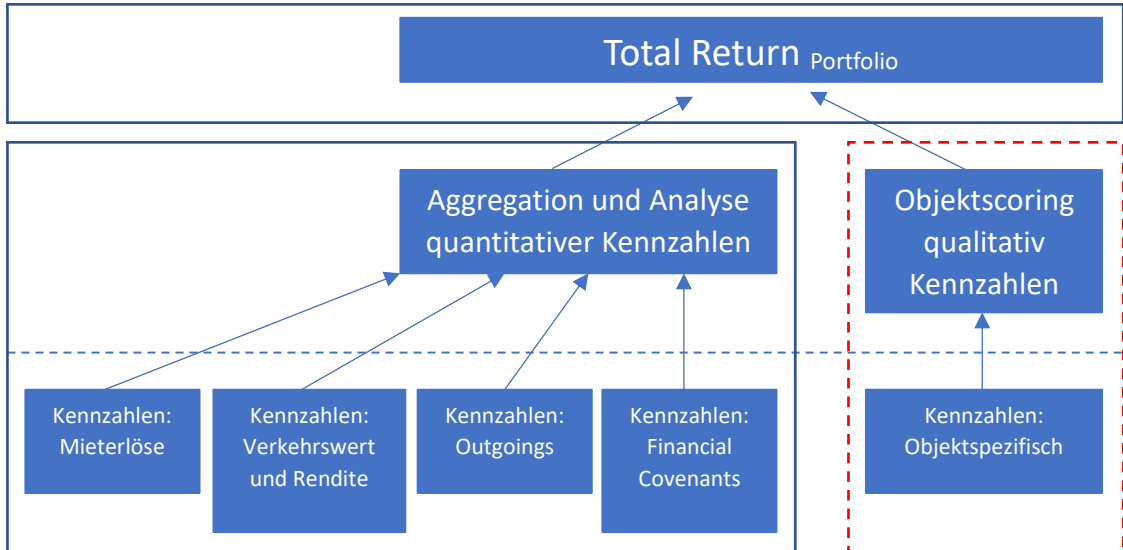 Total Return Portfolio
Aggregation und Analyse
quantitativer Kennzahlen
Objektscoring
qualitativ
Kennzahlen
Kennzahlen:
Mieterlöse
Kennzahlen:
Verkehrswert
und Rendite
Kennzahlen:
Outgoings
Kennzahlen:
Financial
Covenants
Kennzahlen:
Objektspezifisch